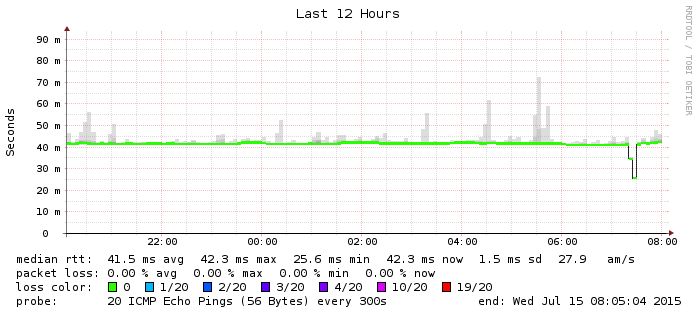 Last 12 Hours
RRDTOOL / TOBI OETIKER
Seconds
90 m
80 m
70 m
60 m
50 m
40 m
30 m
20 m
10 m
0
22:00 00:00 02:00 04:00 06:00 08:00
median rtt: 41.5 ms avg 42.3 ms max 25.6 ms min 42.3 ms now 1.5 ms sd 27.9 am/s
packet loss: 0.00 % avg 0.00 % max 0.00 % min 0.00 % now
loss color: 0 1/20 2/20 3/20 4/20 10/20 19/20
probe: 20 ICMP Echo Pings (56 Bytes) every 300s end: Wed Jul 15 08:05:04 2015